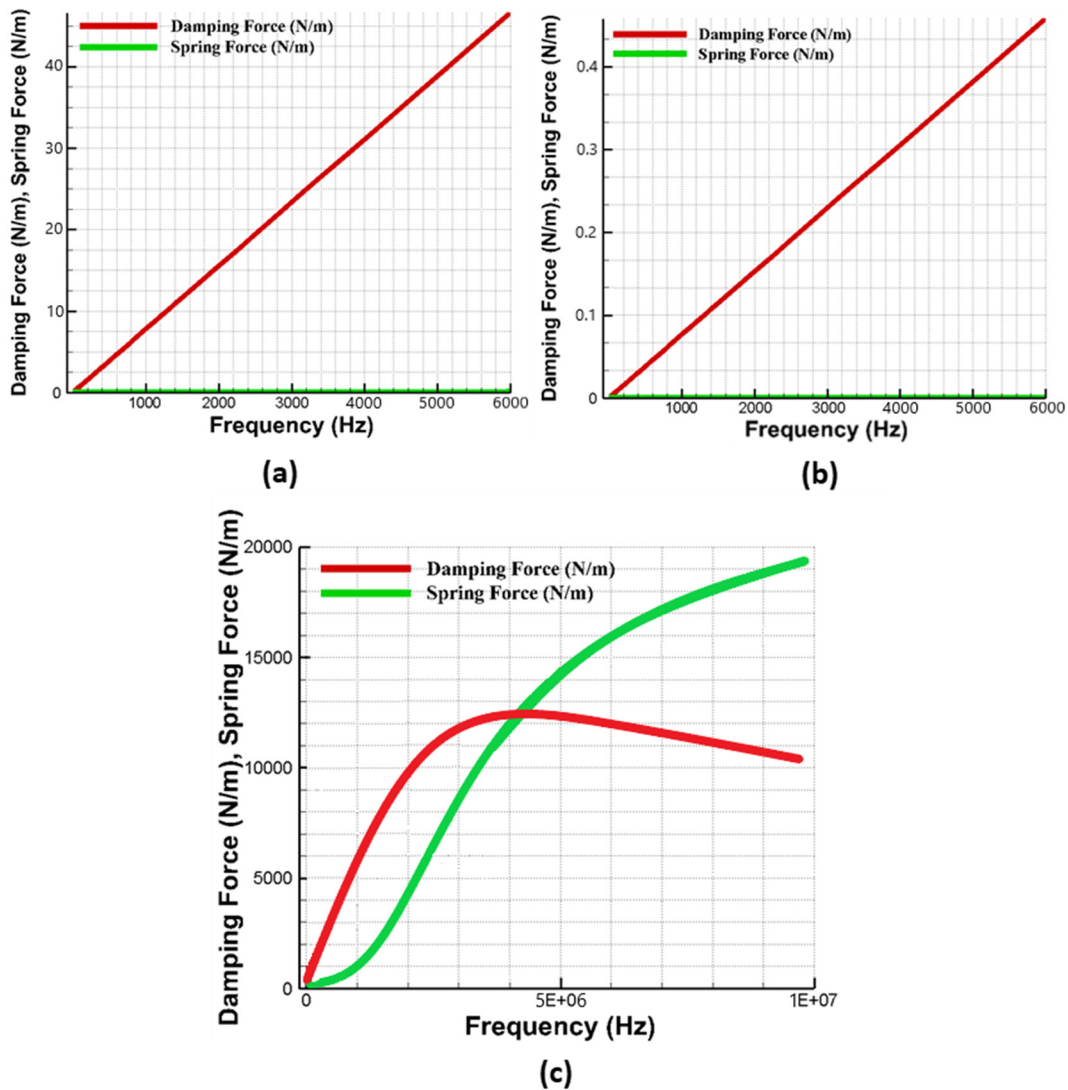 Damping Force (N/m), Spring Force (N/m)
Damping Force (N/m)
Spring Force (N/m)
40
30
20
10
0
1000 2000 3000 4000 5000 6000
Frequency (Hz)
(a)
Damping Force (N/m), Spring Force (N/m)
Damping Force (N/m)
Spring Force (N/m)
0.4
0.3
0.2
0.1
0
1000 2000 3000 4000 5000 6000
Frequency (Hz)
(b)
Damping Force (N/m), Spring Force (N/m)
Damping Force (N/m)
Spring Force (N/m)
20000
15000
10000
5000
0
0 5E+06 1E+07
Frequency (Hz)
(c)